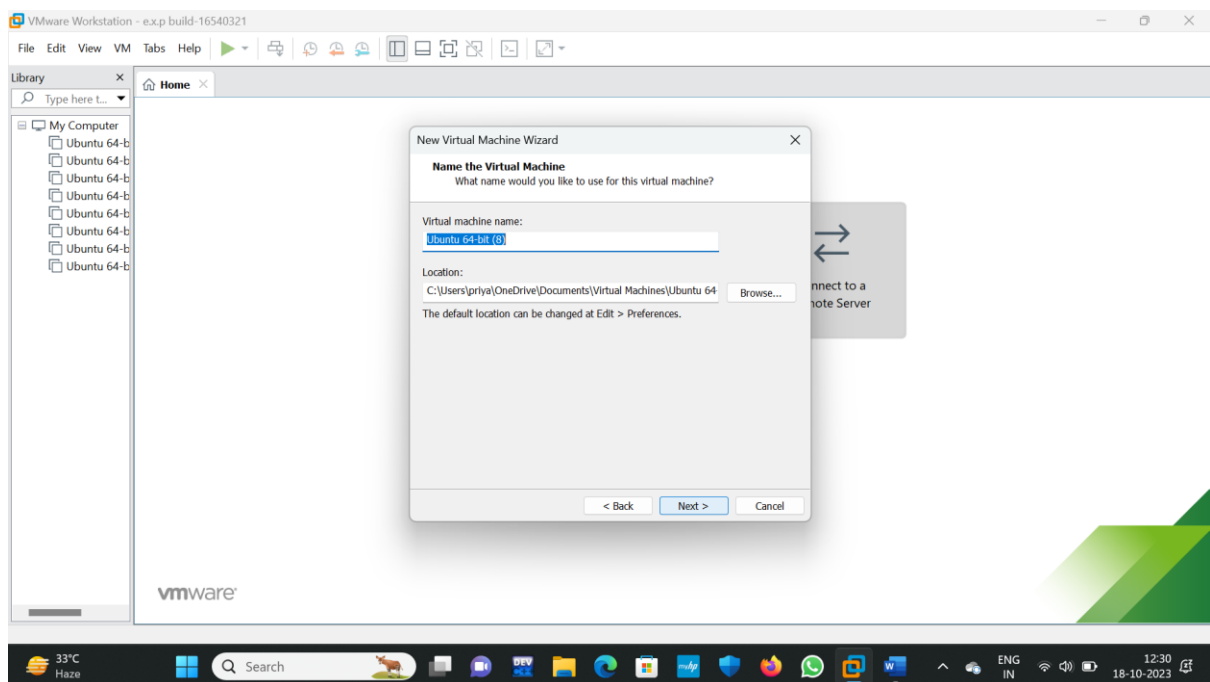 VMware Workstation - e.x.p build-16540321
File Edit View VM Tabs Help
Library
Type here t...
Home
My Computer
Ubuntu 64-b
Ubuntu 64-b
Ubuntu 64-b
Ubuntu 64-b
Ubuntu 64-b
Ubuntu 64-b
Ubuntu 64-b
Ubuntu 64-b
New Virtual Machine Wizard
Name the Virtual Machine
What name would you like to use for this virtual machine?
Virtual machine name:
Ubuntu 64-bit (8)
Location:
C:\Users\priya\OneDrive\Documents\Virtual Machines\Ubuntu 64-
Browse...
The default location can be changed at Edit > Preferences.
< Back Next > Cancel
nnect to a
note Server
vmware
33°C
Haze
Search
DEV
myhp
W
ENG
IN
12:30
18-10-2023